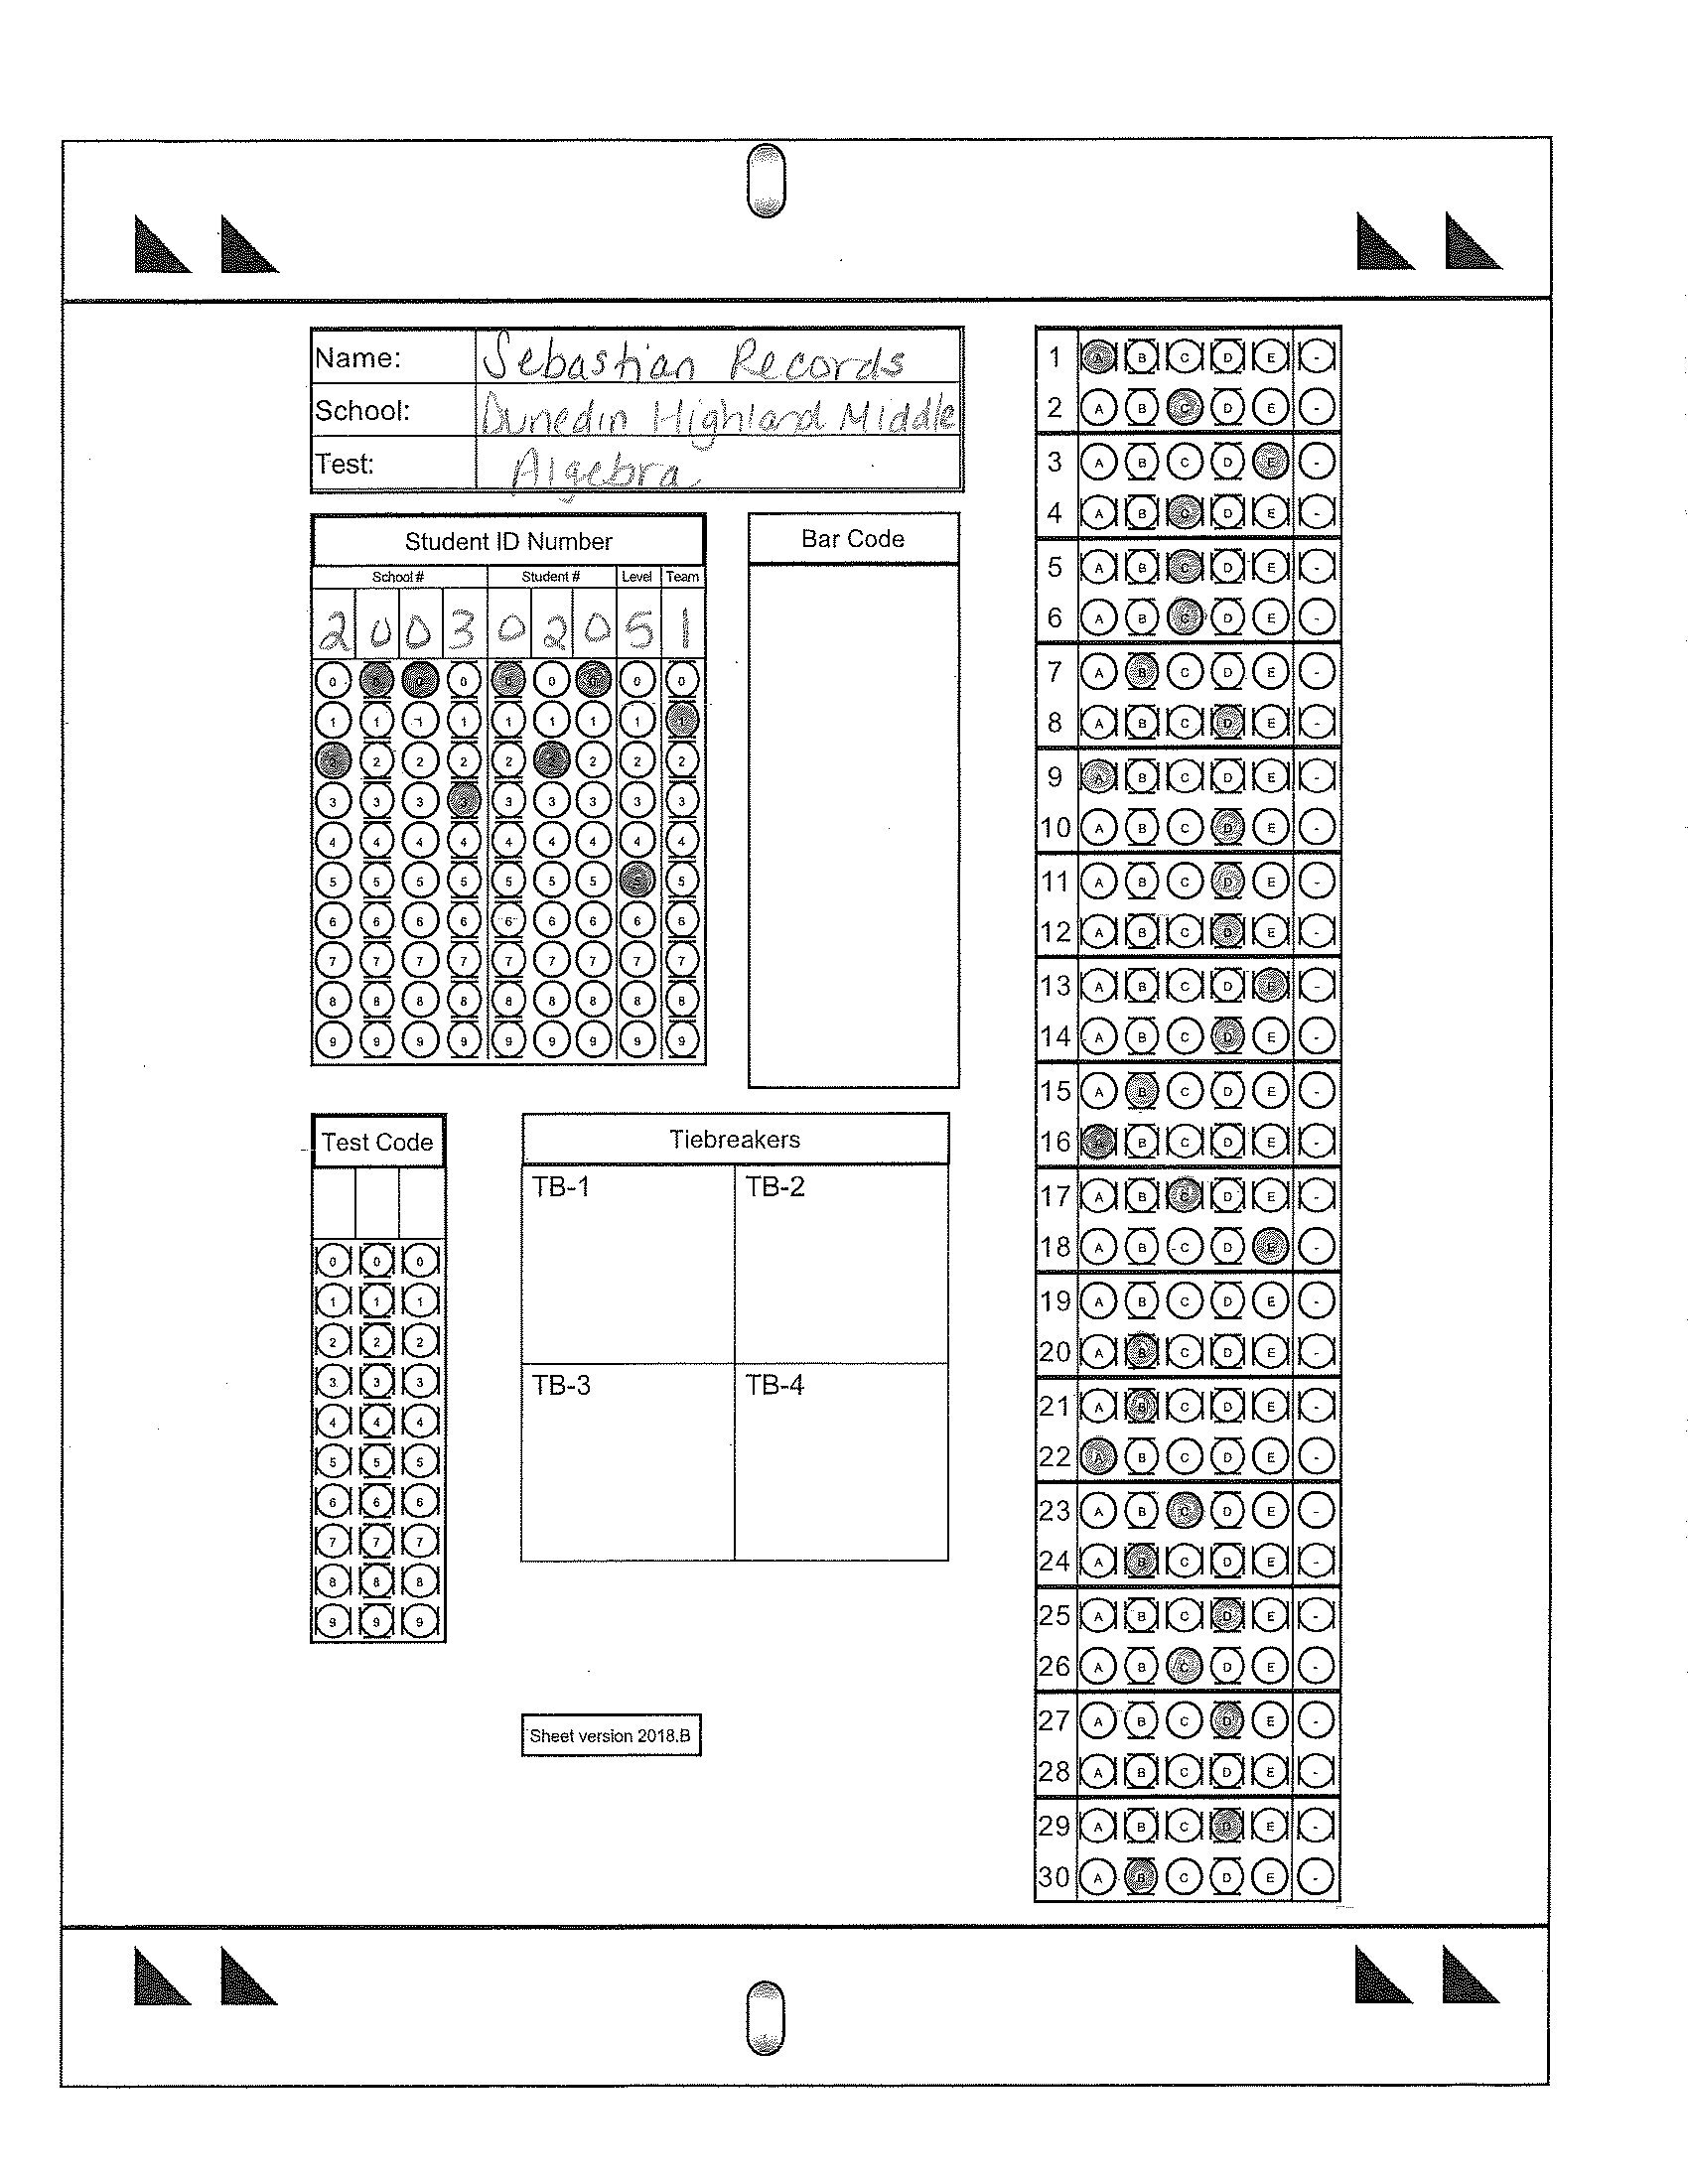 Name: Sebastian Records
School: Dunedin Highland Middle
Test: Algebra
Student ID Number
School # Student # Level Team
2 0 0 3 0 2 0 5 1
0 0 0 0 0 0 0 0 0
1 1 1 1 1 1 1 1 1
2 2 2 2 2 2 2 2 2
3 3 3 3 3 3 3 3 3
4 4 4 4 4 4 4 4 4
5 5 5 5 5 5 5 5 5
6 6 6 6 6 6 6 6 6
7 7 7 7 7 7 7 7 7
8 8 8 8 8 8 8 8 8
9 9 9 9 9 9 9 9 9
Bar Code
Test Code
0 0 0
1 1 1
2 2 2
3 3 3
4 4 4
5 5 5
6 6 6
7 7 7
8 8 8
9 9 9
Tiebreakers
TB-1 TB-2
TB-3 TB-4
Sheet version 2018.B
1 A B C D E -
2 A B C D E -
3 A B C D E -
4 A B C D E -
5 A B C D E -
6 A B C D E -
7 A B C D E -
8 A B C D E -
9 A B C D E -
10 A B C D E -
11 A B C D E -
12 A B C D E -
13 A B C D E -
14 A B C D E -
15 A B C D E -
16 A B C D E -
17 A B C D E -
18 A B C D E -
19 A B C D E -
20 A B C D E -
21 A B C D E -
22 A B C D E -
23 A B C D E -
24 A B C D E -
25 A B C D E -
26 A B C D E -
27 A B C D E -
28 A B C D E -
29 A B C D E -
30 A B C D E -